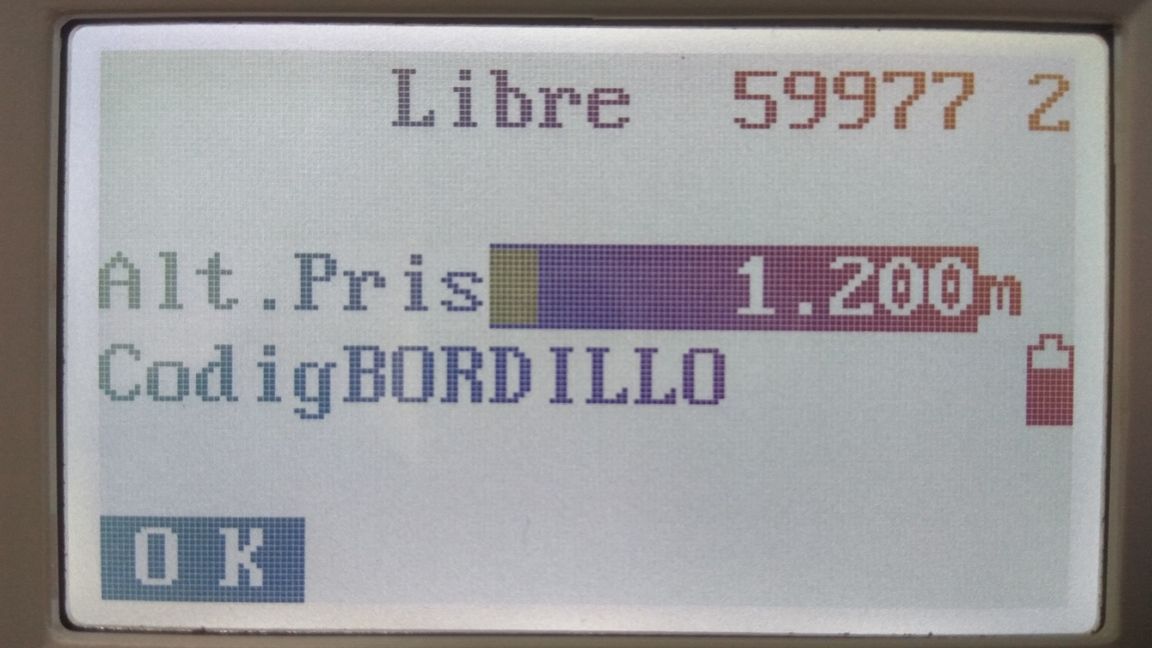 Libre 59977 2
Alt.Pris 1.200m
CodigBORDILLO
OK